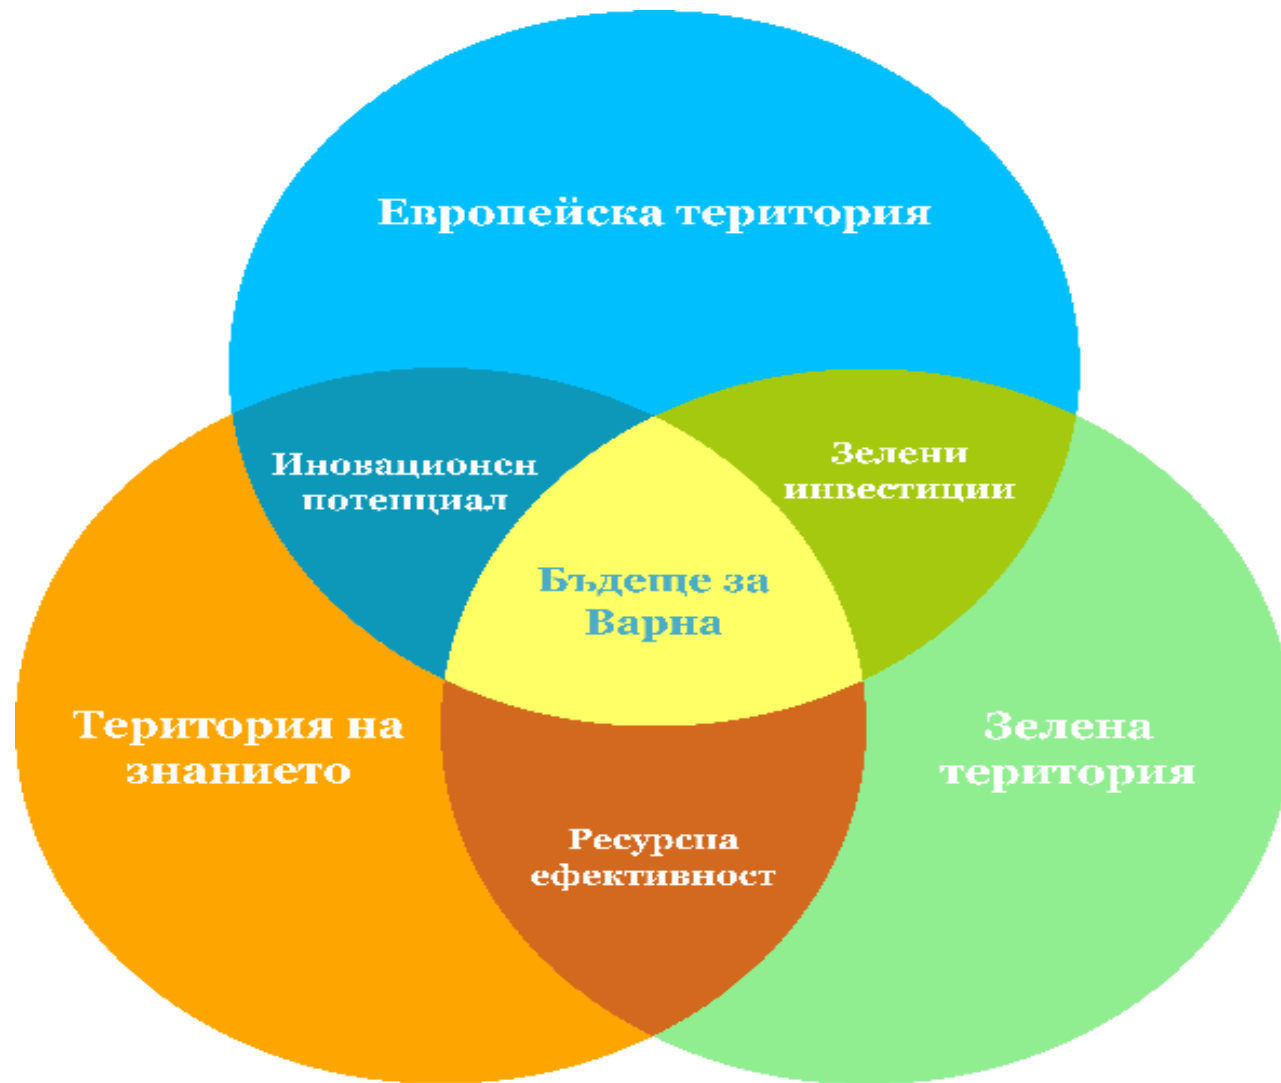 Европейска територия
Иновационен
потенциал
Зелени
инвестиции
Бъдеще за
Варна
Територия на
знанието
Зелена
територия
Ресурсна
ефективност